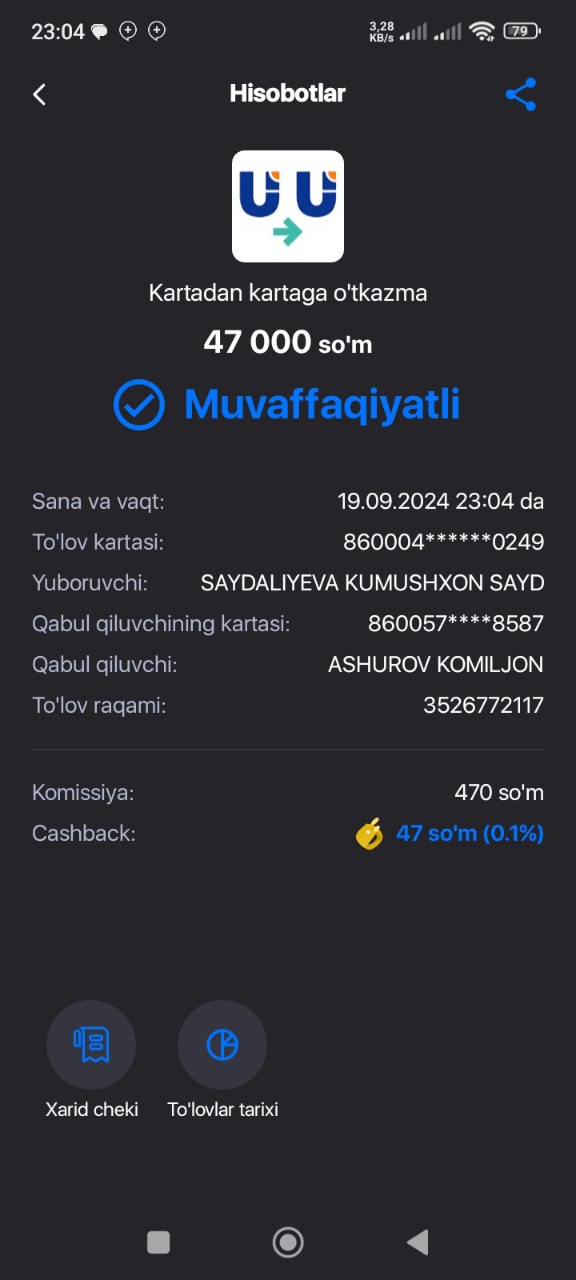 23:04
3,28
KB/s
79
Hisobotlar
Kartadan kartaga o'tkazma
47 000 so'm
Muvaffaqiyatli
Sana va vaqt: 19.09.2024 23:04 da
To'lov kartasi: 860004******0249
Yuboruvchi: SAYDALIYEVA KUMUSHXON SAYD
Qabul qiluvchining kartasi: 860057****8587
Qabul qiluvchi: ASHUROV KOMILJON
To'lov raqami: 3526772117
Komissiya: 470 so'm
Cashback: 47 so'm (0.1%)
Xarid cheki To'lovlar tarixi